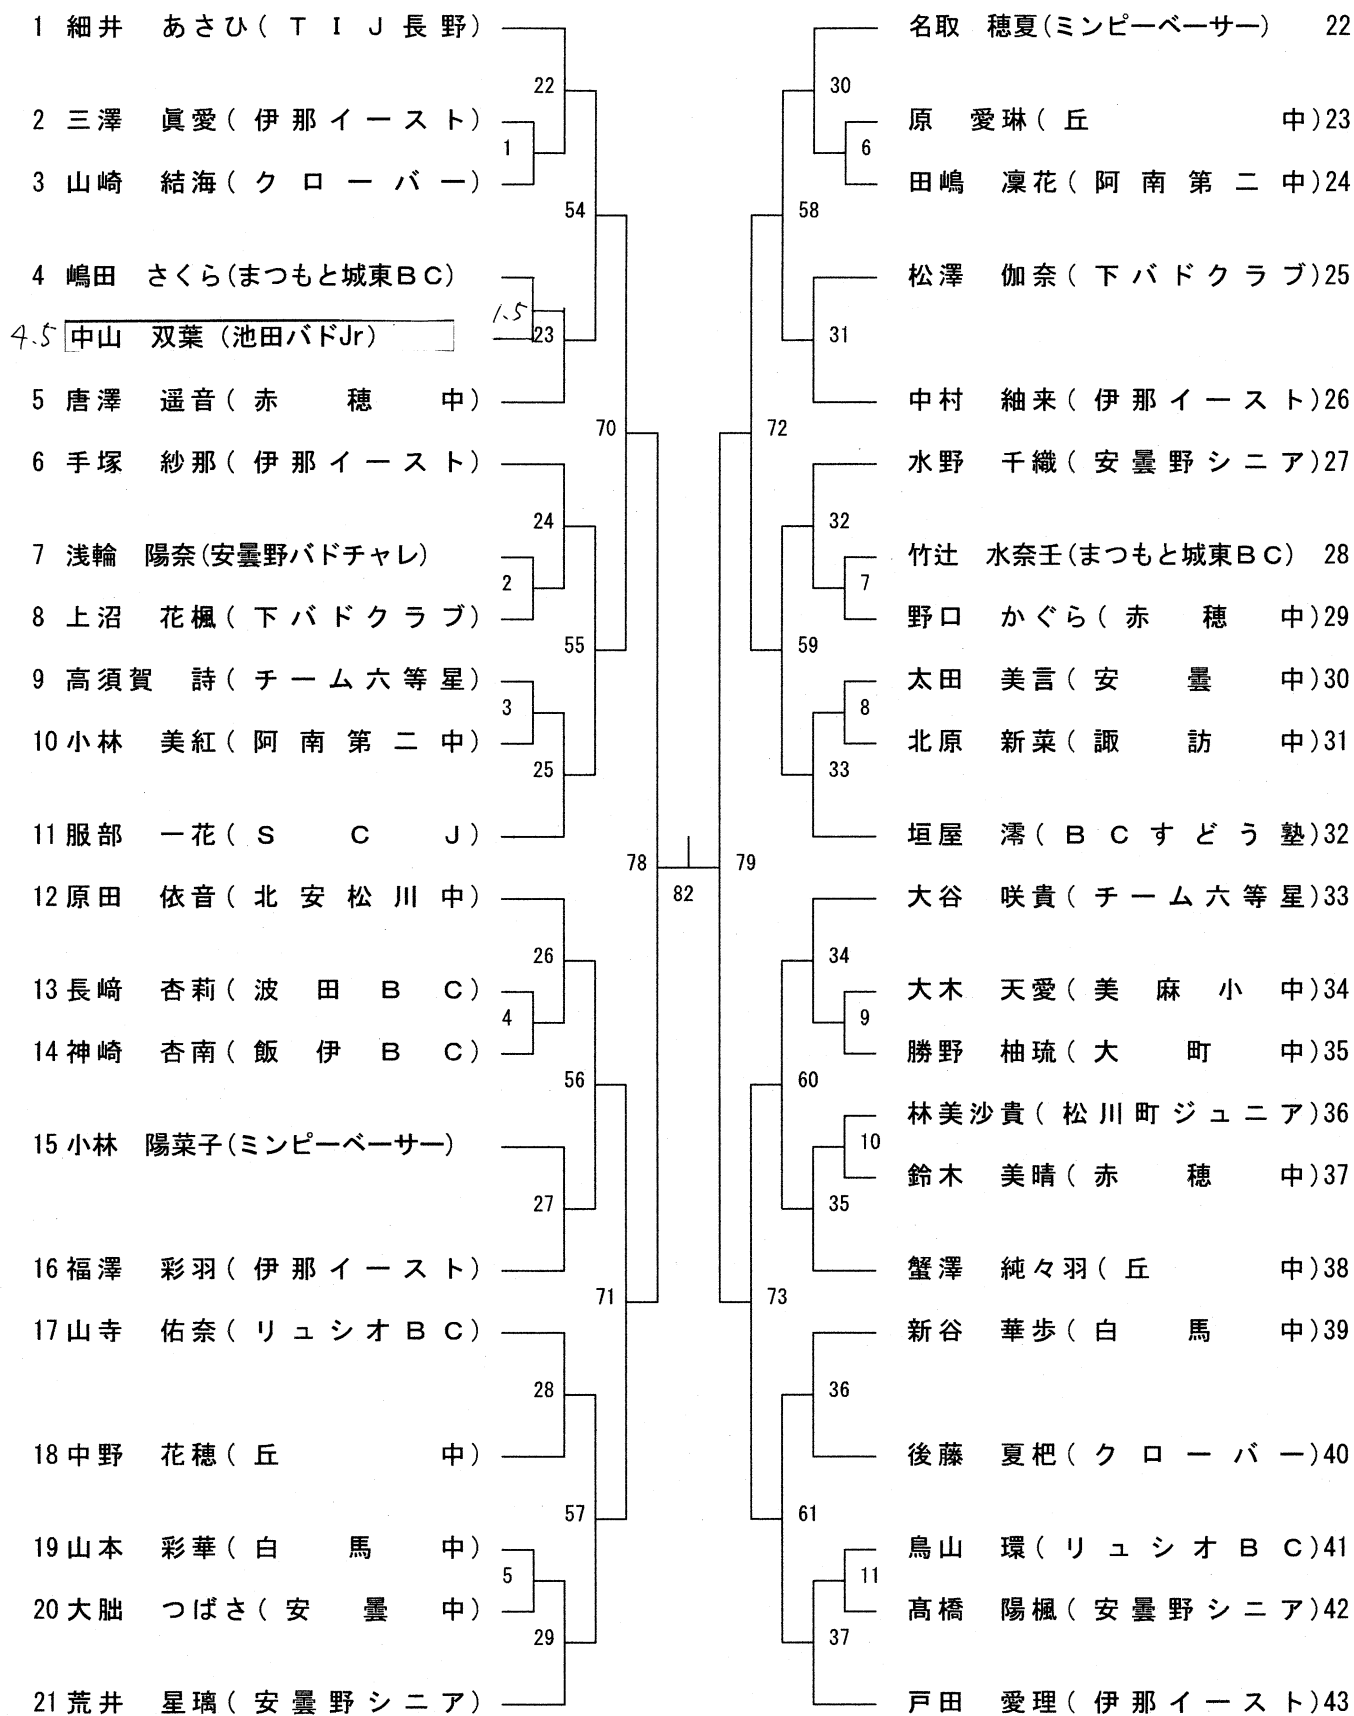 1 細井 あさひ(TIJ長野)
22
2 三澤 眞愛(伊那イースト)
1
3 山崎 結海(クローバー)
54
4 嶋田 さくら(まつもと城東BC)
1.5
4.5 中山 双葉(池田バドJr)
23
5 唐澤 遥音(赤穂中)
70
6 手塚 紗那(伊那イースト)
24
7 浅輪 陽奈(安曇野バドチャレ)
2
8 上沼 花楓(下バドクラブ)
55
9 高須賀 詩(チーム六等星)
3
10 小林 美紅(阿南第二中)
25
11 服部 一花(SCJ)
78
12 原田 依音(北安松川中)
26
13 長﨑 杏莉(波田BC)
4
14 神崎 杏南(飯伊BC)
56
15 小林 陽菜子(ミンピーベーサー)
27
16 福澤 彩羽(伊那イースト)
71
17 山寺 佑奈(リュシオBC)
28
18 中野 花穂(丘中)
57
19 山本 彩華(白馬中)
5
20 大朏 つばさ(安曇中)
29
21 荒井 星璃(安曇野シニア)
82
名取 穂夏(ミンピーベーサー) 22
30
原 愛琳(丘中)23
6
田嶋 凜花(阿南第二中)24
58
松澤 伽奈(下バドクラブ)25
31
中村 紬来(伊那イースト)26
72
水野 千織(安曇野シニア)27
32
竹辻 水奈壬(まつもと城東BC) 28
7
野口 かぐら(赤穂中)29
59
太田 美言(安曇中)30
8
北原 新菜(諏訪中)31
33
垣屋 澪(BCすどう塾)32
79
大谷 咲貴(チーム六等星)33
34
大木 天愛(美麻小中)34
9
勝野 柚琉(大町中)35
60
林美沙貴(松川町ジュニア)36
10
鈴木 美晴(赤穂中)37
35
蟹澤 純々羽(丘中)38
73
新谷 華歩(白馬中)39
36
後藤 夏杷(クローバー)40
61
鳥山 環(リュシオBC)41
11
髙橋 陽楓(安曇野シニア)42
37
戸田 愛理(伊那イースト)43